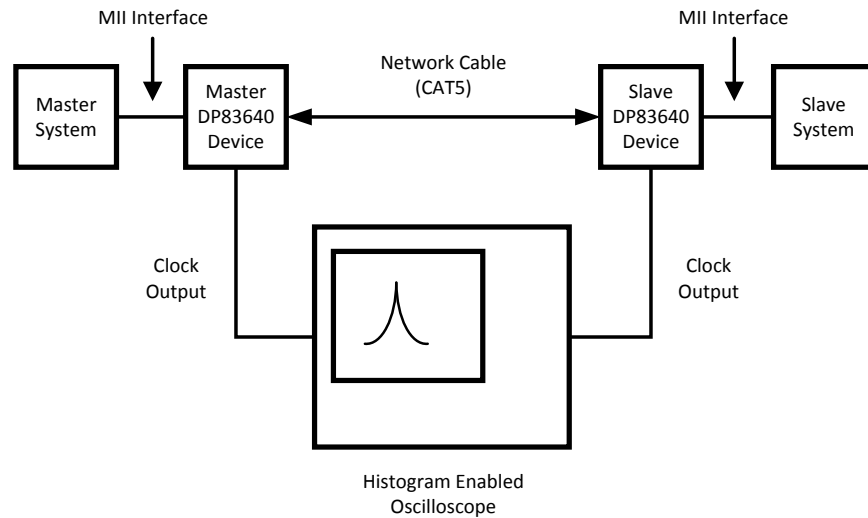 MII Interface
MII Interface
Network Cable
(CAT5)
Master
System
Master
DP83640
Device
Slave
DP83640
Device
Slave
System
Clock
Output
Clock
Output
Histogram Enabled
Oscilloscope